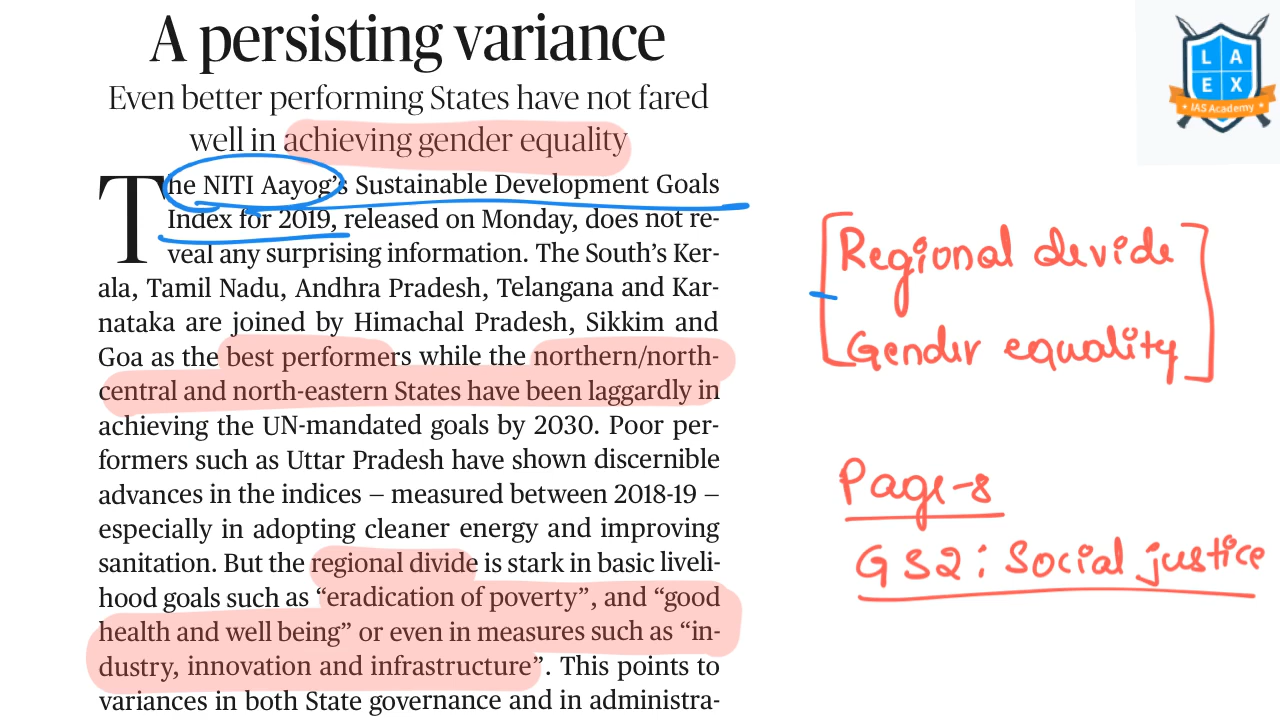 A persisting variance
Even better performing States have not fared
well in achieving gender equality
The NITI Aayog’s Sustainable Development Goals
Index for 2019, released on Monday, does not re-
veal any surprising information. The South’s Ker-
ala, Tamil Nadu, Andhra Pradesh, Telangana and Kar-
nataka are joined by Himachal Pradesh, Sikkim and
Goa as the best performers while the northern/north-
central and north-eastern States have been laggardly in
achieving the UN-mandated goals by 2030. Poor per-
formers such as Uttar Pradesh have shown discernible
advances in the indices — measured between 2018-19 —
especially in adopting cleaner energy and improving
sanitation. But the regional divide is stark in basic liveli-
hood goals such as “eradication of poverty”, and “good
health and well being” or even in measures such as “in-
dustry, innovation and infrastructure”. This points to
variances in both State governance and in administra-
L A
E X
IAS Academy
Regional devide
Gender equality
Page-8
GS2: Social justice